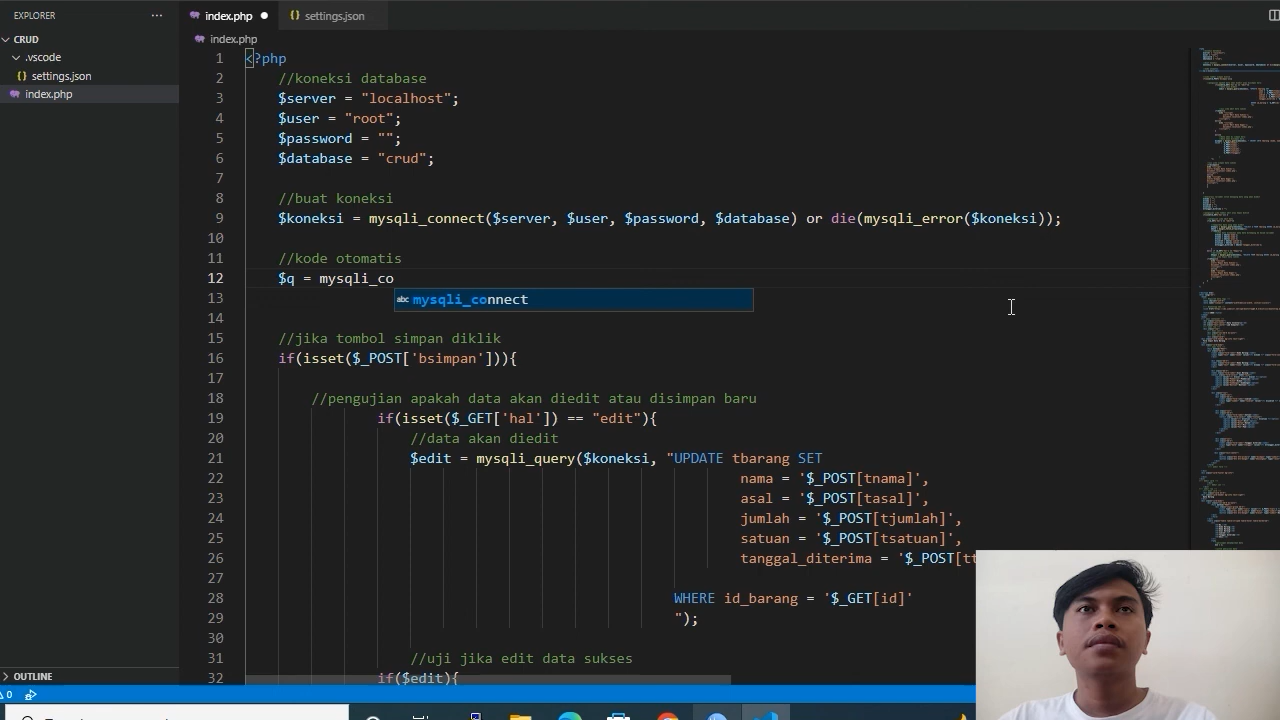 EXPLORER
index.php
settings.json
CRUD
.vscode
settings.json
index.php
index.php
1 <?php
2 //koneksi database
3 $server = "localhost";
4 $user = "root";
5 $password = "";
6 $database = "crud";
7
8 //buat koneksi
9 $koneksi = mysqli_connect($server, $user, $password, $database) or die(mysqli_error($koneksi));
10
11 //kode otomatis
12 $q = mysqli_co
abc mysqli_connect
13
14
15 //jika tombol simpan diklik
16 if(isset($_POST['bsimpan'])){
17
18 //pengujian apakah data akan diedit atau disimpan baru
19 if(isset($_GET['hal']) == "edit"){
20 //data akan diedit
21 $edit = mysqli_query($koneksi, "UPDATE tbarang SET
22 nama = '$_POST[tnama]',
23 asal = '$_POST[tasal]',
24 jumlah = '$_POST[tjumlah]',
25 satuan = '$_POST[tsatuan]',
26 tanggal_diterima = '$_POST[
27
28 WHERE id_barang = '$_GET[id]'
29 ");
30
31 //uji jika edit data sukses
32 if($edit){
OUTLINE
0